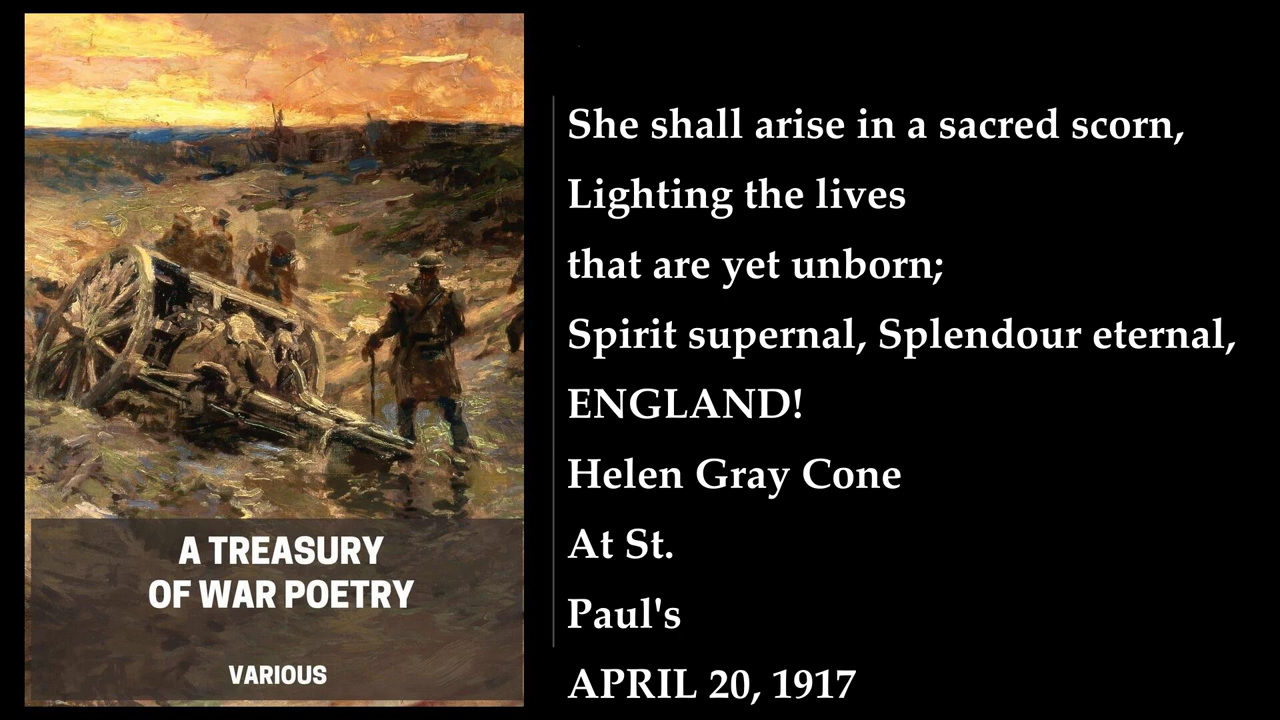 She shall arise in a sacred scorn,
Lighting the lives
that are yet unborn;
Spirit supernal, Splendour eternal,
ENGLAND!
Helen Gray Cone
At St.
Paul's
APRIL 20, 1917
A TREASURY
OF WAR POETRY
VARIOUS